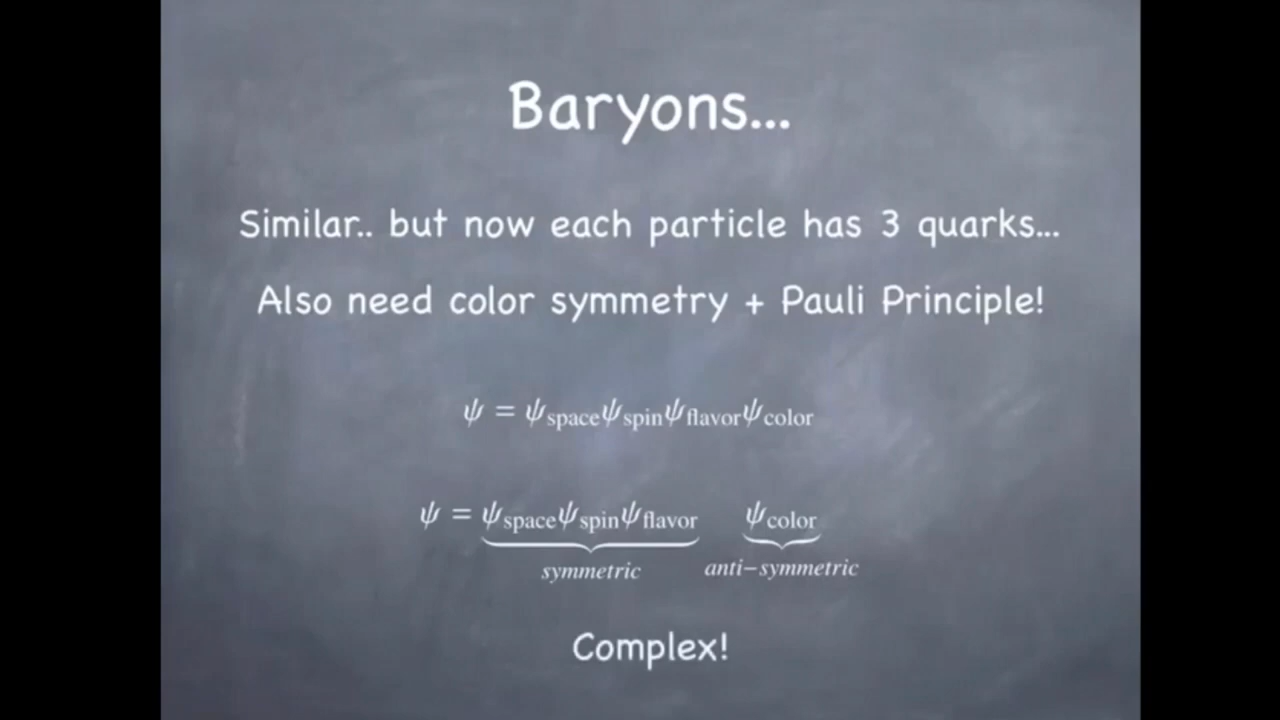 Baryons...
Similar.. but now each particle has 3 quarks...
Also need color symmetry + Pauli Principle!
ψ = ψspaceψspinψflavorψcolor
ψ = ψspaceψspinψflavor ψcolor
symmetric anti−symmetric
Complex!